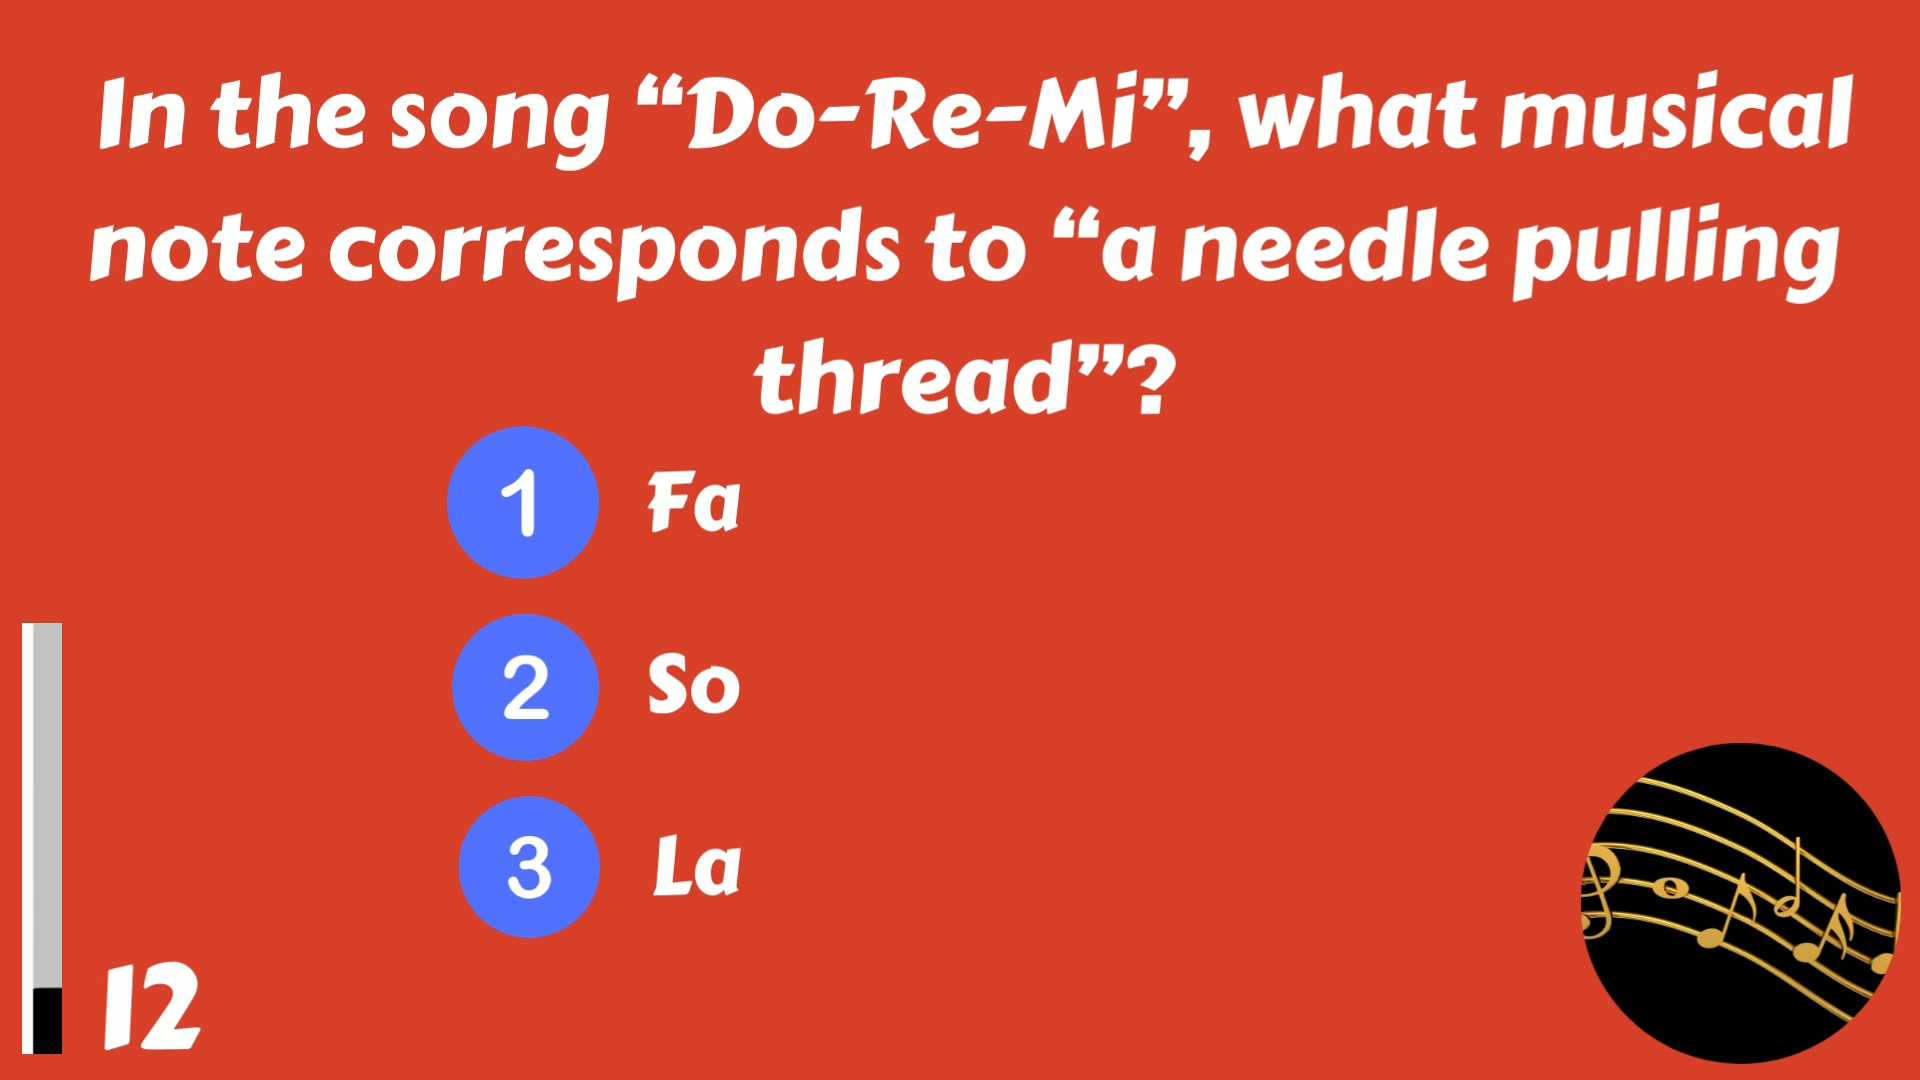 In the song “Do-Re-Mi”, what musical
note corresponds to “a needle pulling
thread”?
1 Fa
2 So
3 La
12